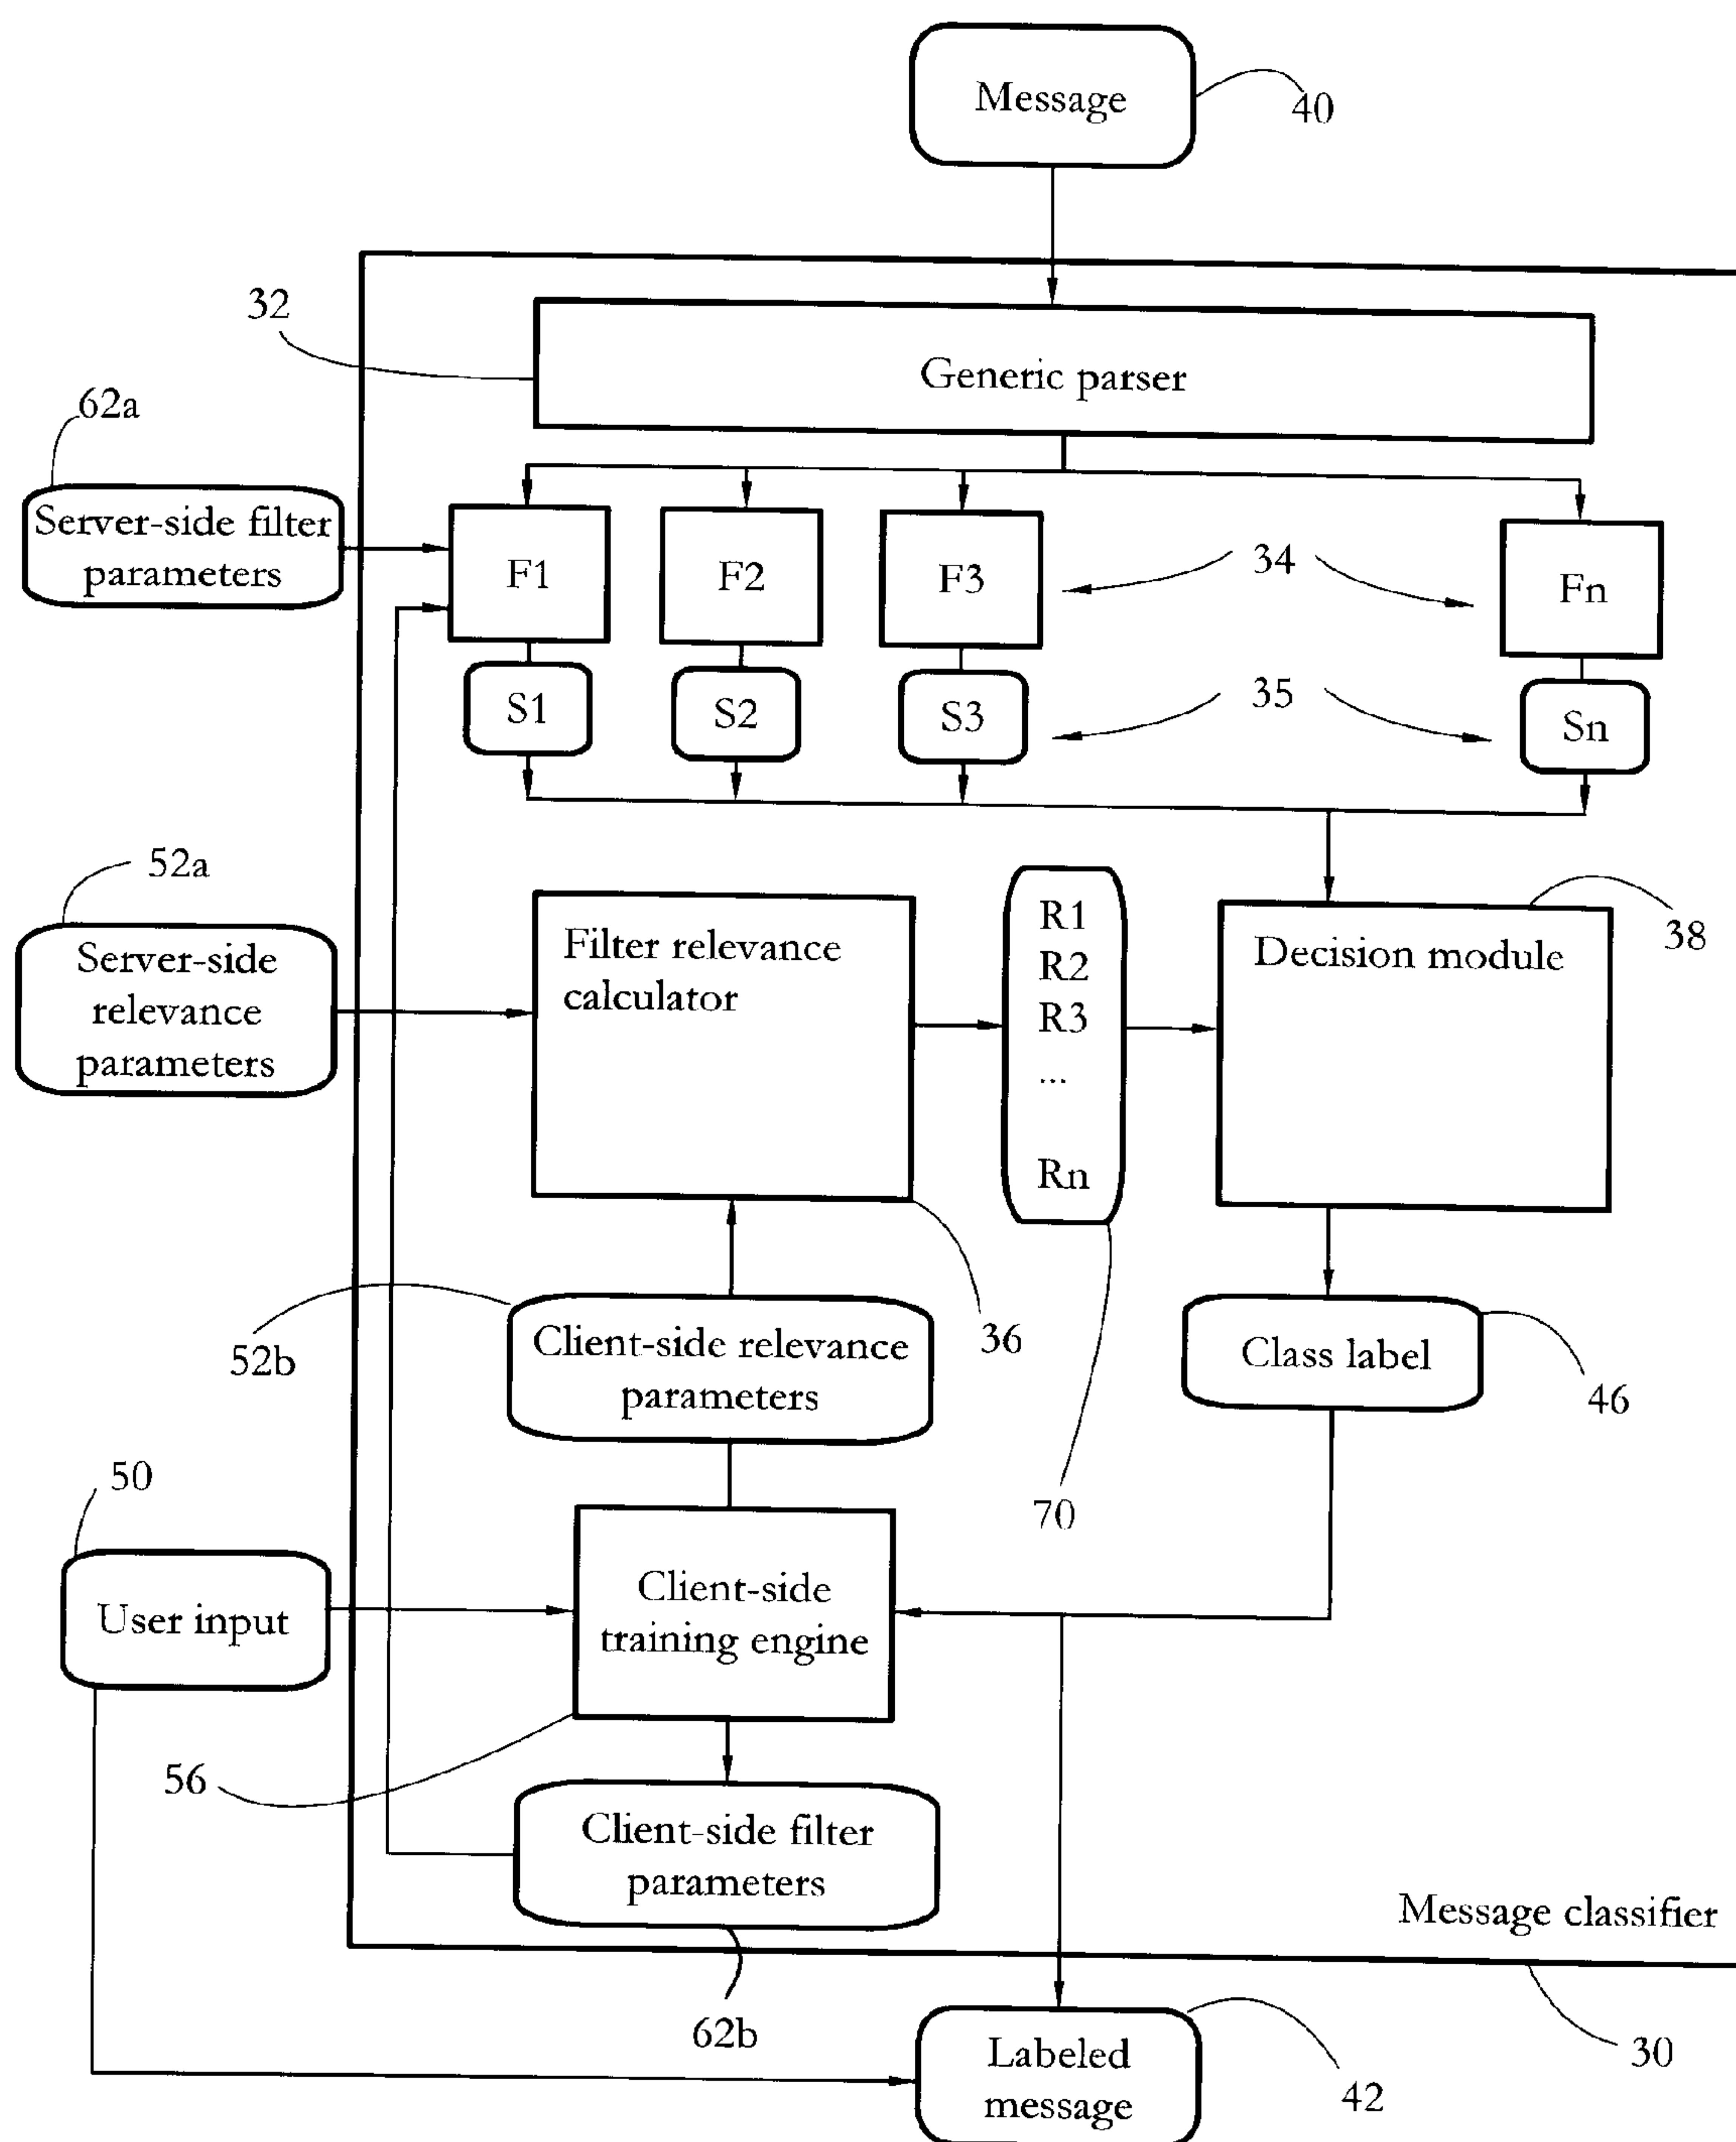 Message
40
32
Generic parser
62a
Server-side filter
parameters
F1
F2
F3
34
Fn
S1
S2
S3
35
Sn
52a
Server-side
relevance
parameters
Filter relevance
calculator
R1
R2
R3
...
Rn
Decision module
38
52b
Client-side relevance
parameters
36
Class label
46
50
70
User input
Client-side
training engine
56
Client-side filter
parameters
Message classifier
62b
30
Labeled
message
42